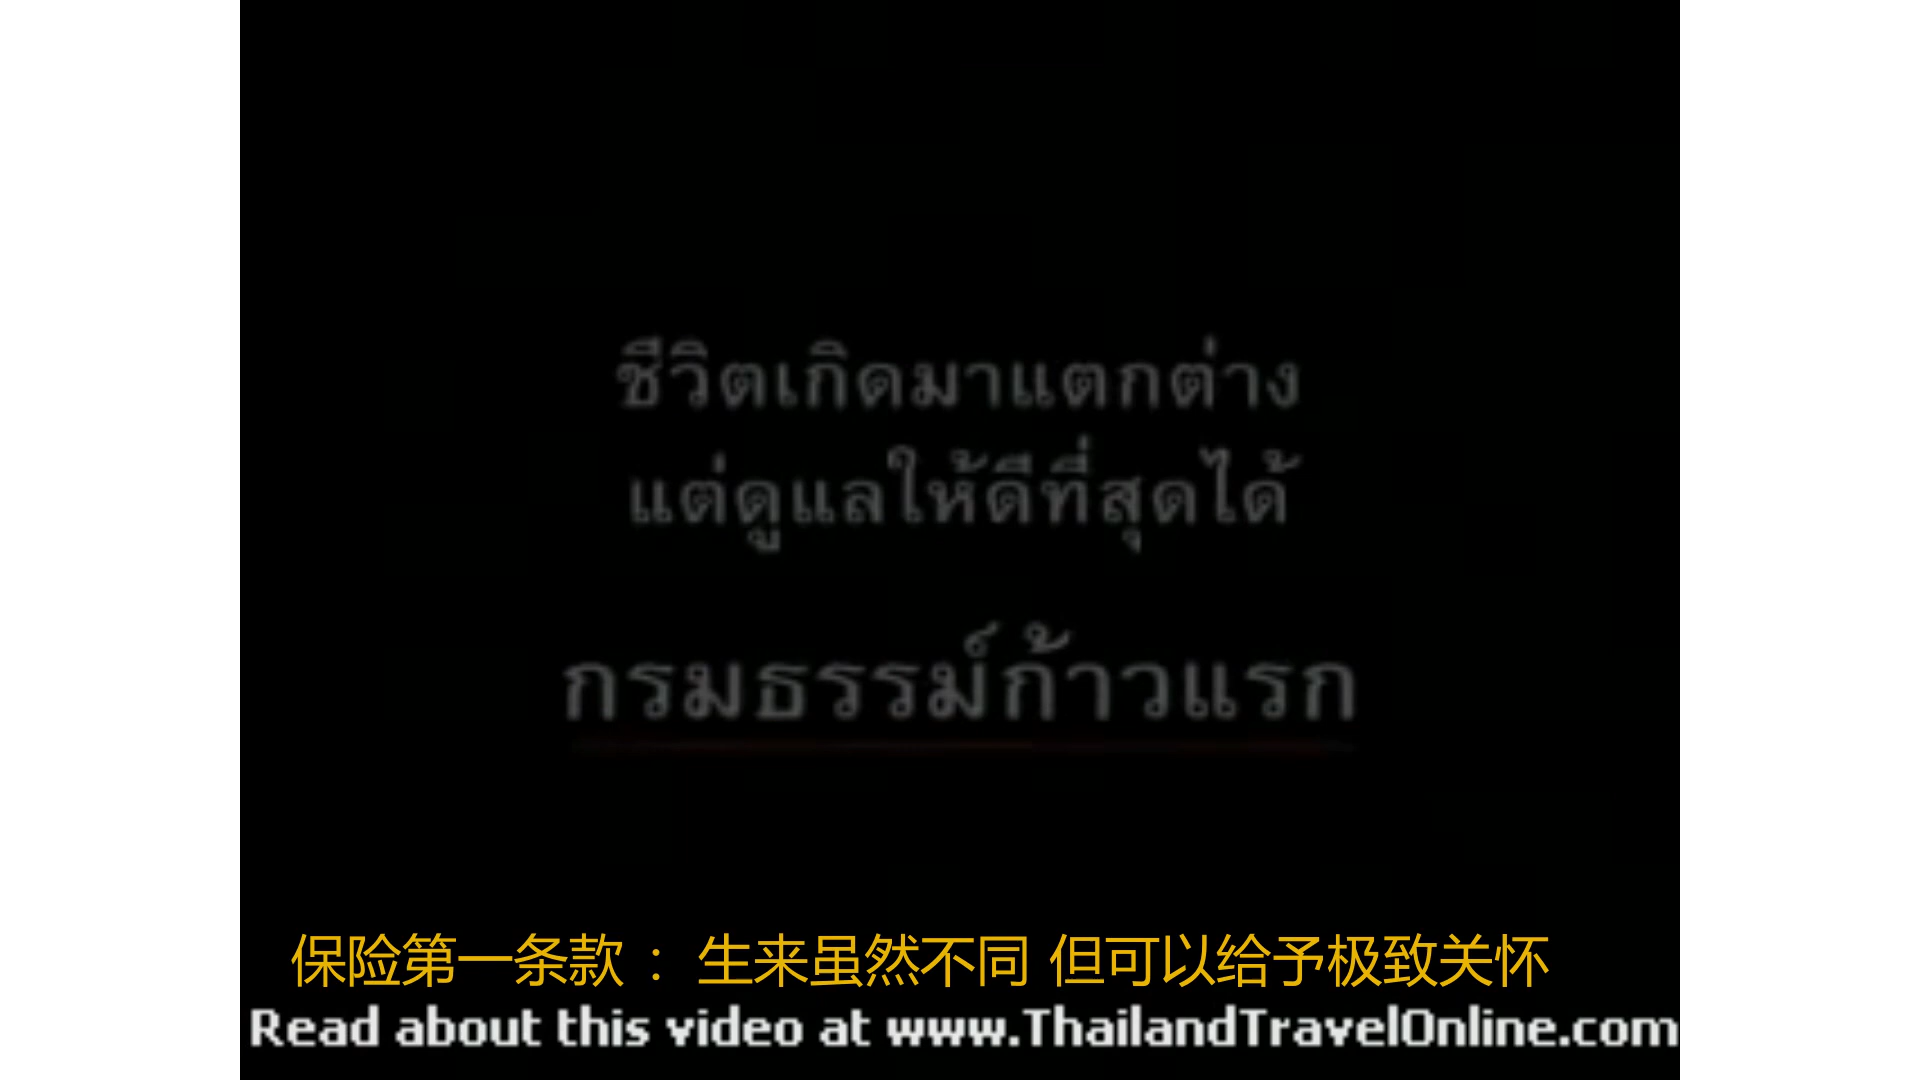 ชีวิตเกิดมาแตกต่าง
แต่ดูแลให้ดีที่สุดได้
กรมธรรม์ก้าวแรก
保险第一条款 ：生来虽然不同 但可以给予极致关怀
Read about this video at www.ThailandTravelOnline.com